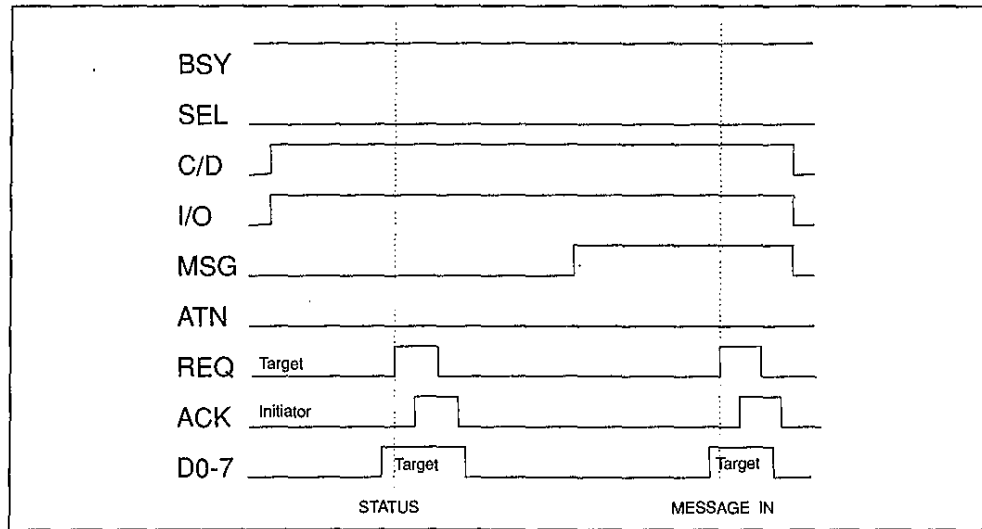 BSY
SEL
C/D
I/O
MSG
ATN
REQ Target
ACK Initiator
D0-7 Target Target
STATUS MESSAGE IN